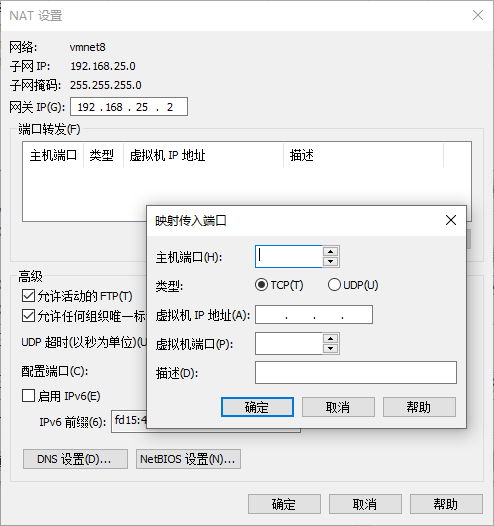 NAT 设置
网络: vmnet8
子网 IP: 192.168.25.0
子网掩码: 255.255.255.0
网关 IP(G): 192 . 168 . 25 . 2
端口转发(F)
主机端口 类型 虚拟机 IP 地址 描述
映射传入端口
主机端口(H):
类型: TCP(T) UDP(U)
虚拟机 IP 地址(A): . . .
虚拟机端口(P):
描述(D):
确定 取消 帮助
高级
允许活动的 FTP(T)
允许任何组织唯一标
UDP 超时(以秒为单位)(U
配置端口(C):
启用 IPv6(E)
IPv6 前缀(6): fd15:4
DNS 设置(D)... NetBIOS 设置(N)...
确定 取消 帮助